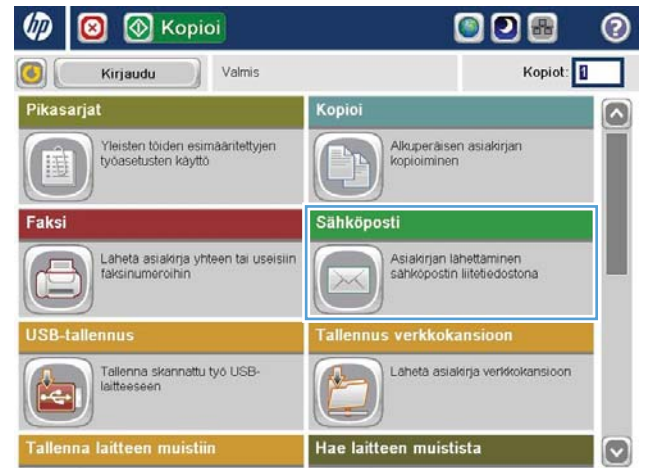 hp
Kopioi
?
Kirjaudu
Valmis
Kopiot: 1
Pikasarjat
Kopioi
Yleisten töiden esimääritettyjen
työasetusten käyttö
Alkuperäisen asiakirjan
kopioiminen
Faksi
Sähköposti
Lähetä asiakirja yhteen tai useisiin
faksinumeroihin
Asiakirjan lähettäminen
sähköpostin liitetiedostona
USB-tallennus
Tallennus verkkokansioon
Tallenna skannattu työ USB-
laitteeseen
Lähetä asiakirja verkkokansioon
Tallenna laitteen muistiin
Hae laitteen muistista